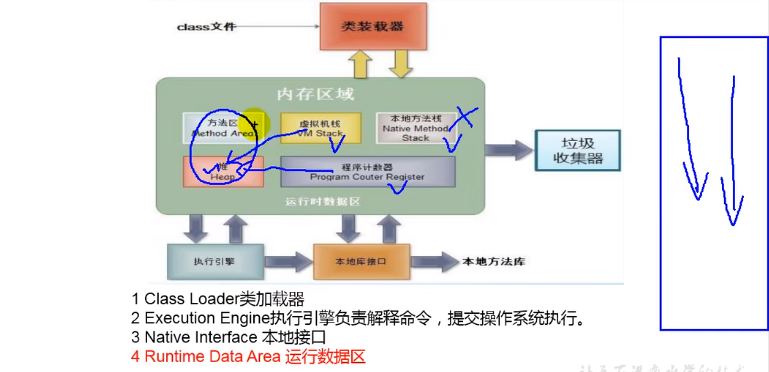 class文件
类装载器
内存区域
方法区
Method Area
虚拟机栈
VM Stack
本地方法栈
Native Method
Stack
堆
Heap
程序计数器
Program Couter Register
运行时数据区
垃圾
收集器
执行引擎
本地库接口
本地方法库
1 Class Loader类加载器
2 Execution Engine执行引擎负责解释命令，提交操作系统执行。
3 Native Interface 本地接口
4 Runtime Data Area 运行数据区